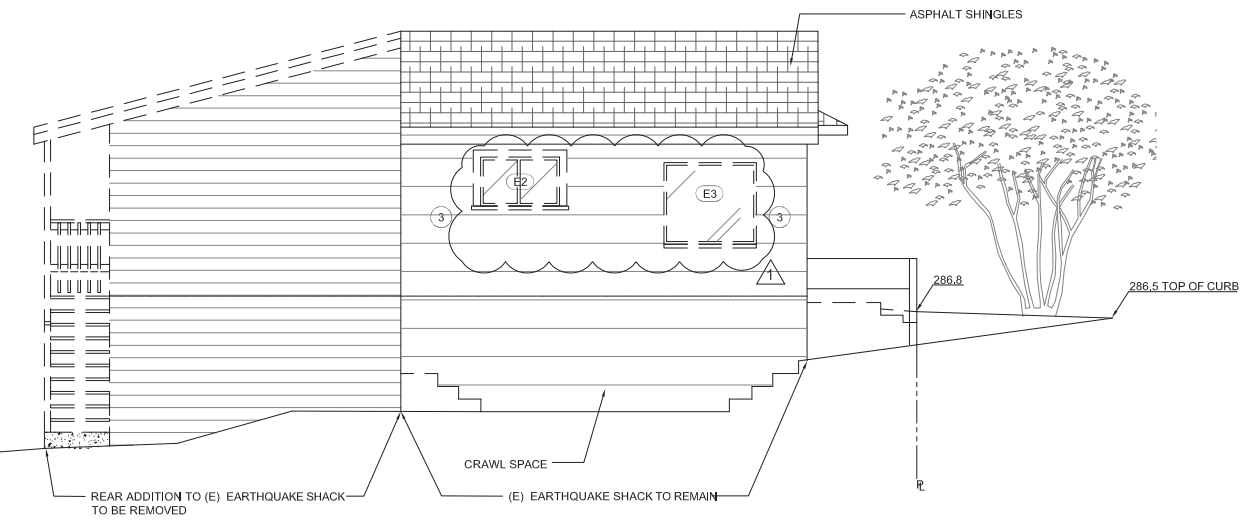 ASPHALT SHINGLES
E2
E3
3
3
1
286.8
286.5 TOP OF CURB
CRAWL SPACE
PL
REAR ADDITION TO (E) EARTHQUAKE SHACK
TO BE REMOVED
(E) EARTHQUAKE SHACK TO REMAIN